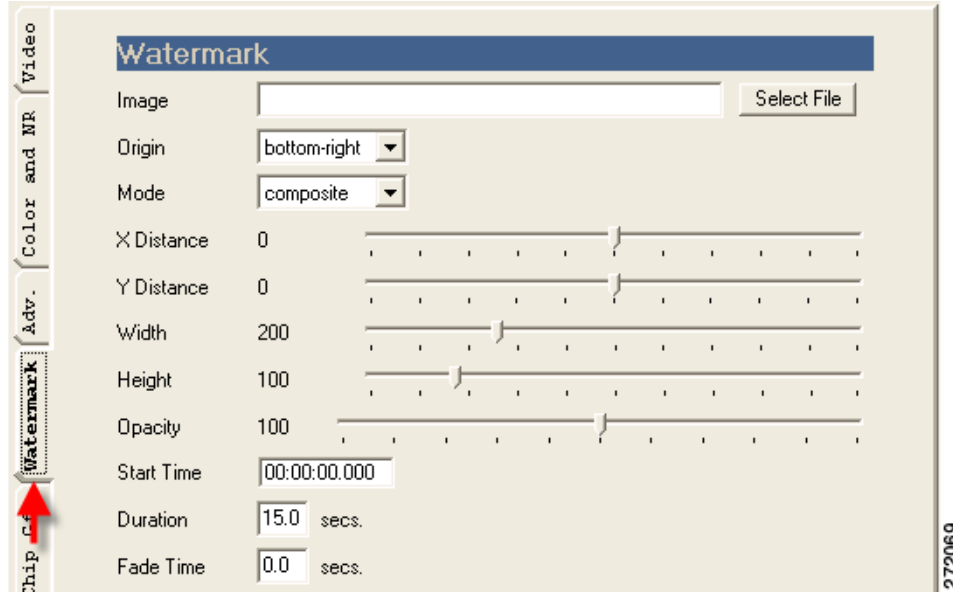 Video
Color and NR
Adv.
Watermark
Watermark
Image
Select File
Origin
bottom-right
Mode
composite
X Distance 0
Y Distance 0
Width 200
Height 100
Opacity 100
Start Time 00:00:00.000
Duration 15.0 secs.
Fade Time 0.0 secs.
Chip
272069